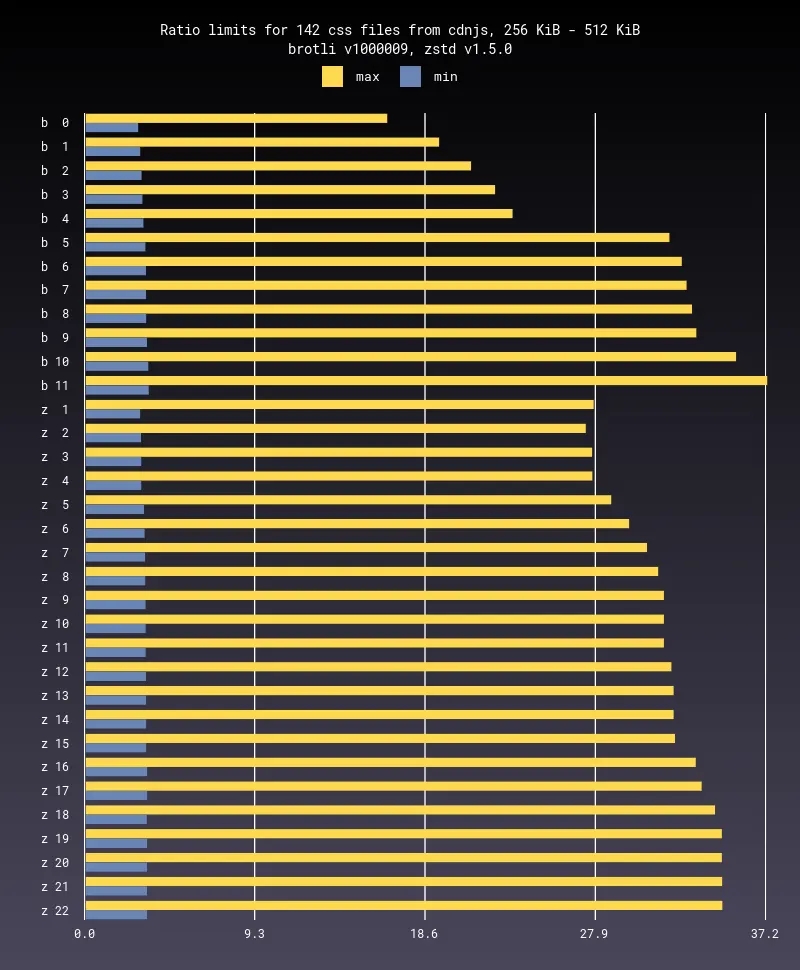 Ratio limits for 142 css files from cdnjs, 256 KiB - 512 KiB
brotli v1000009, zstd v1.5.0
max min
b 0
b 1
b 2
b 3
b 4
b 5
b 6
b 7
b 8
b 9
b 10
b 11
z 1
z 2
z 3
z 4
z 5
z 6
z 7
z 8
z 9
z 10
z 11
z 12
z 13
z 14
z 15
z 16
z 17
z 18
z 19
z 20
z 21
z 22
0.0 9.3 18.6 27.9 37.2